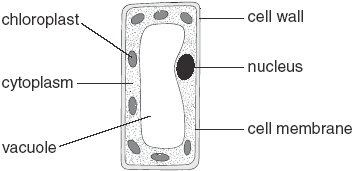 chloroplast
cell wall
nucleus
cytoplasm
cell membrane
vacuole